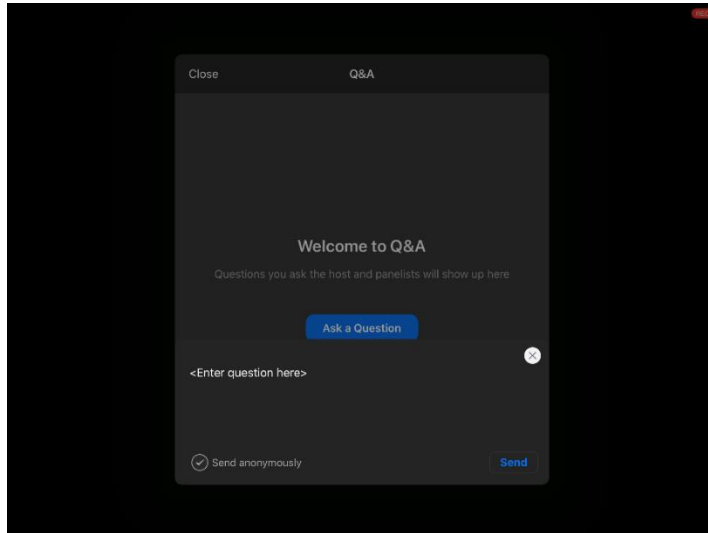 Close
Q&A
Welcome to Q&A
Questions you ask the host and panelists will show up here
Ask a Question
<Enter question here>
Send anonymously
Send